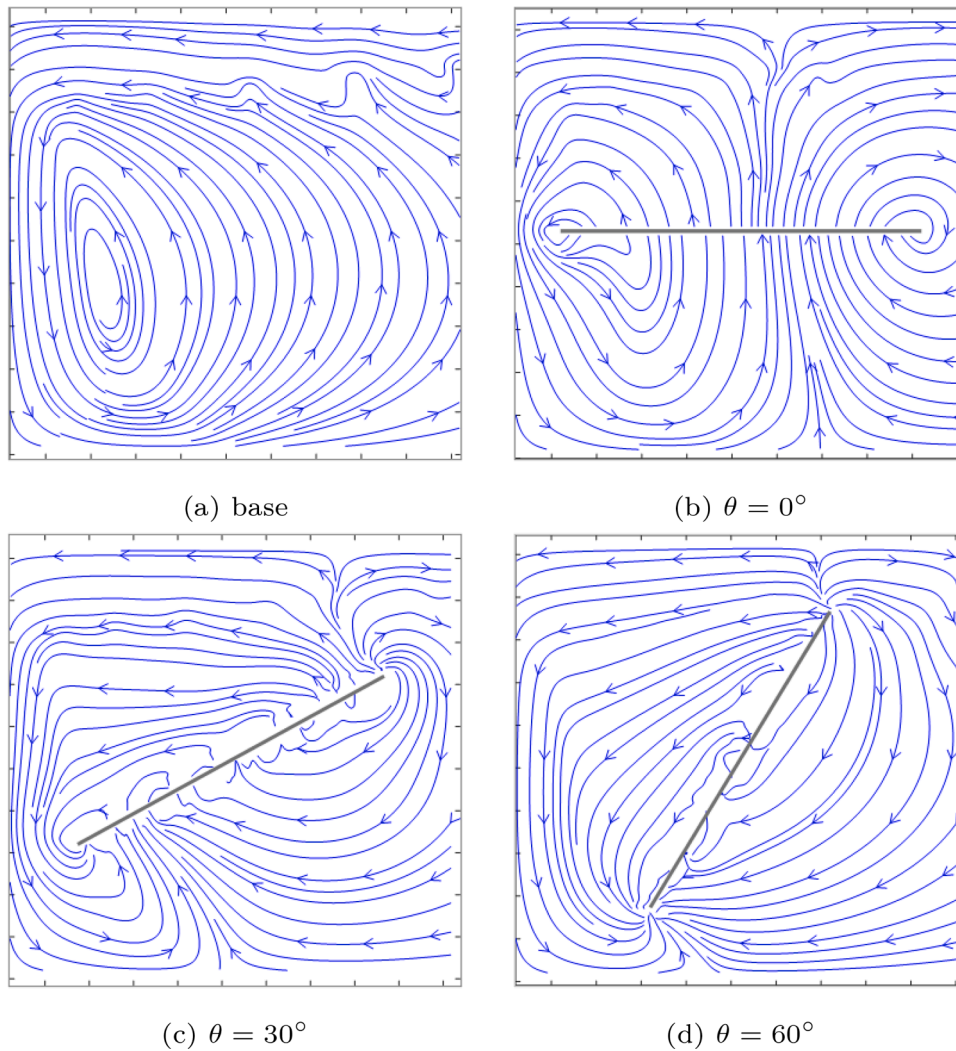 (a) base
(b) θ = 0°
(c) θ = 30°
(d) θ = 60°